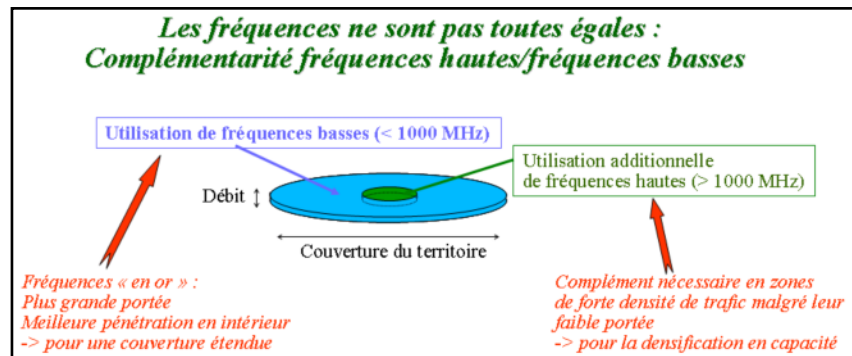 Les fréquences ne sont pas toutes égales :
Complémentarité fréquences hautes/fréquences basses
Utilisation de fréquences basses (< 1000 MHz)
Utilisation additionnelle
de fréquences hautes (> 1000 MHz)
Débit
Couverture du territoire
Fréquences « en or » :
Plus grande portée
Meilleure pénétration en intérieur
-> pour une couverture étendue
Complément nécessaire en zones
de forte densité de trafic malgré leur
faible portée
-> pour la densification en capacité